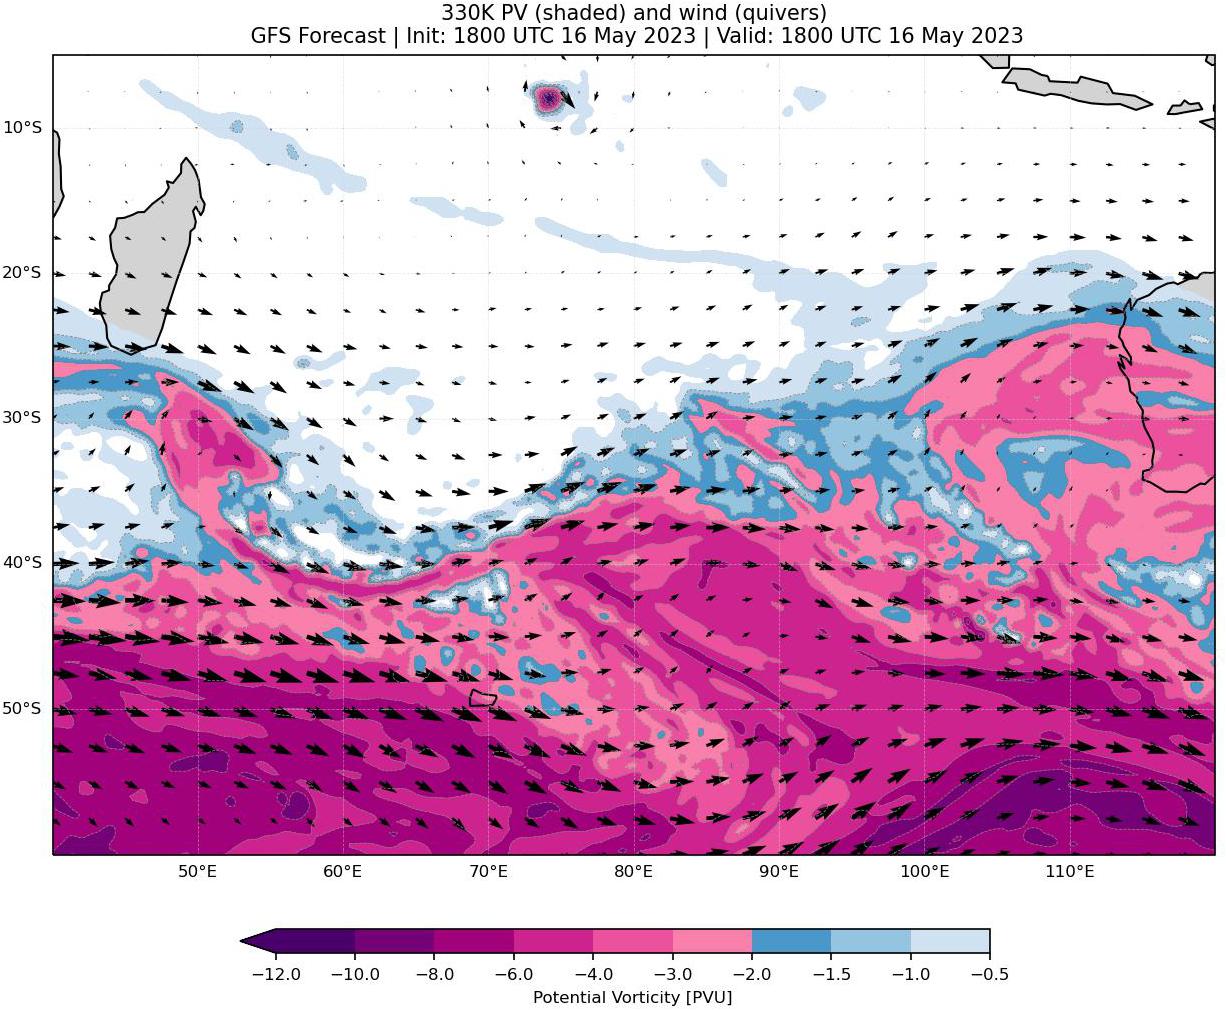 330K PV (shaded) and wind (quivers)
GFS Forecast | Init: 1800 UTC 16 May 2023 | Valid: 1800 UTC 16 May 2023
10°S
20°S
30°S
40°S
50°S
50°E 60°E 70°E 80°E 90°E 100°E 110°E
−12.0 −10.0 −8.0 −6.0 −4.0 −3.0 −2.0 −1.5 −1.0 −0.5
Potential Vorticity [PVU]